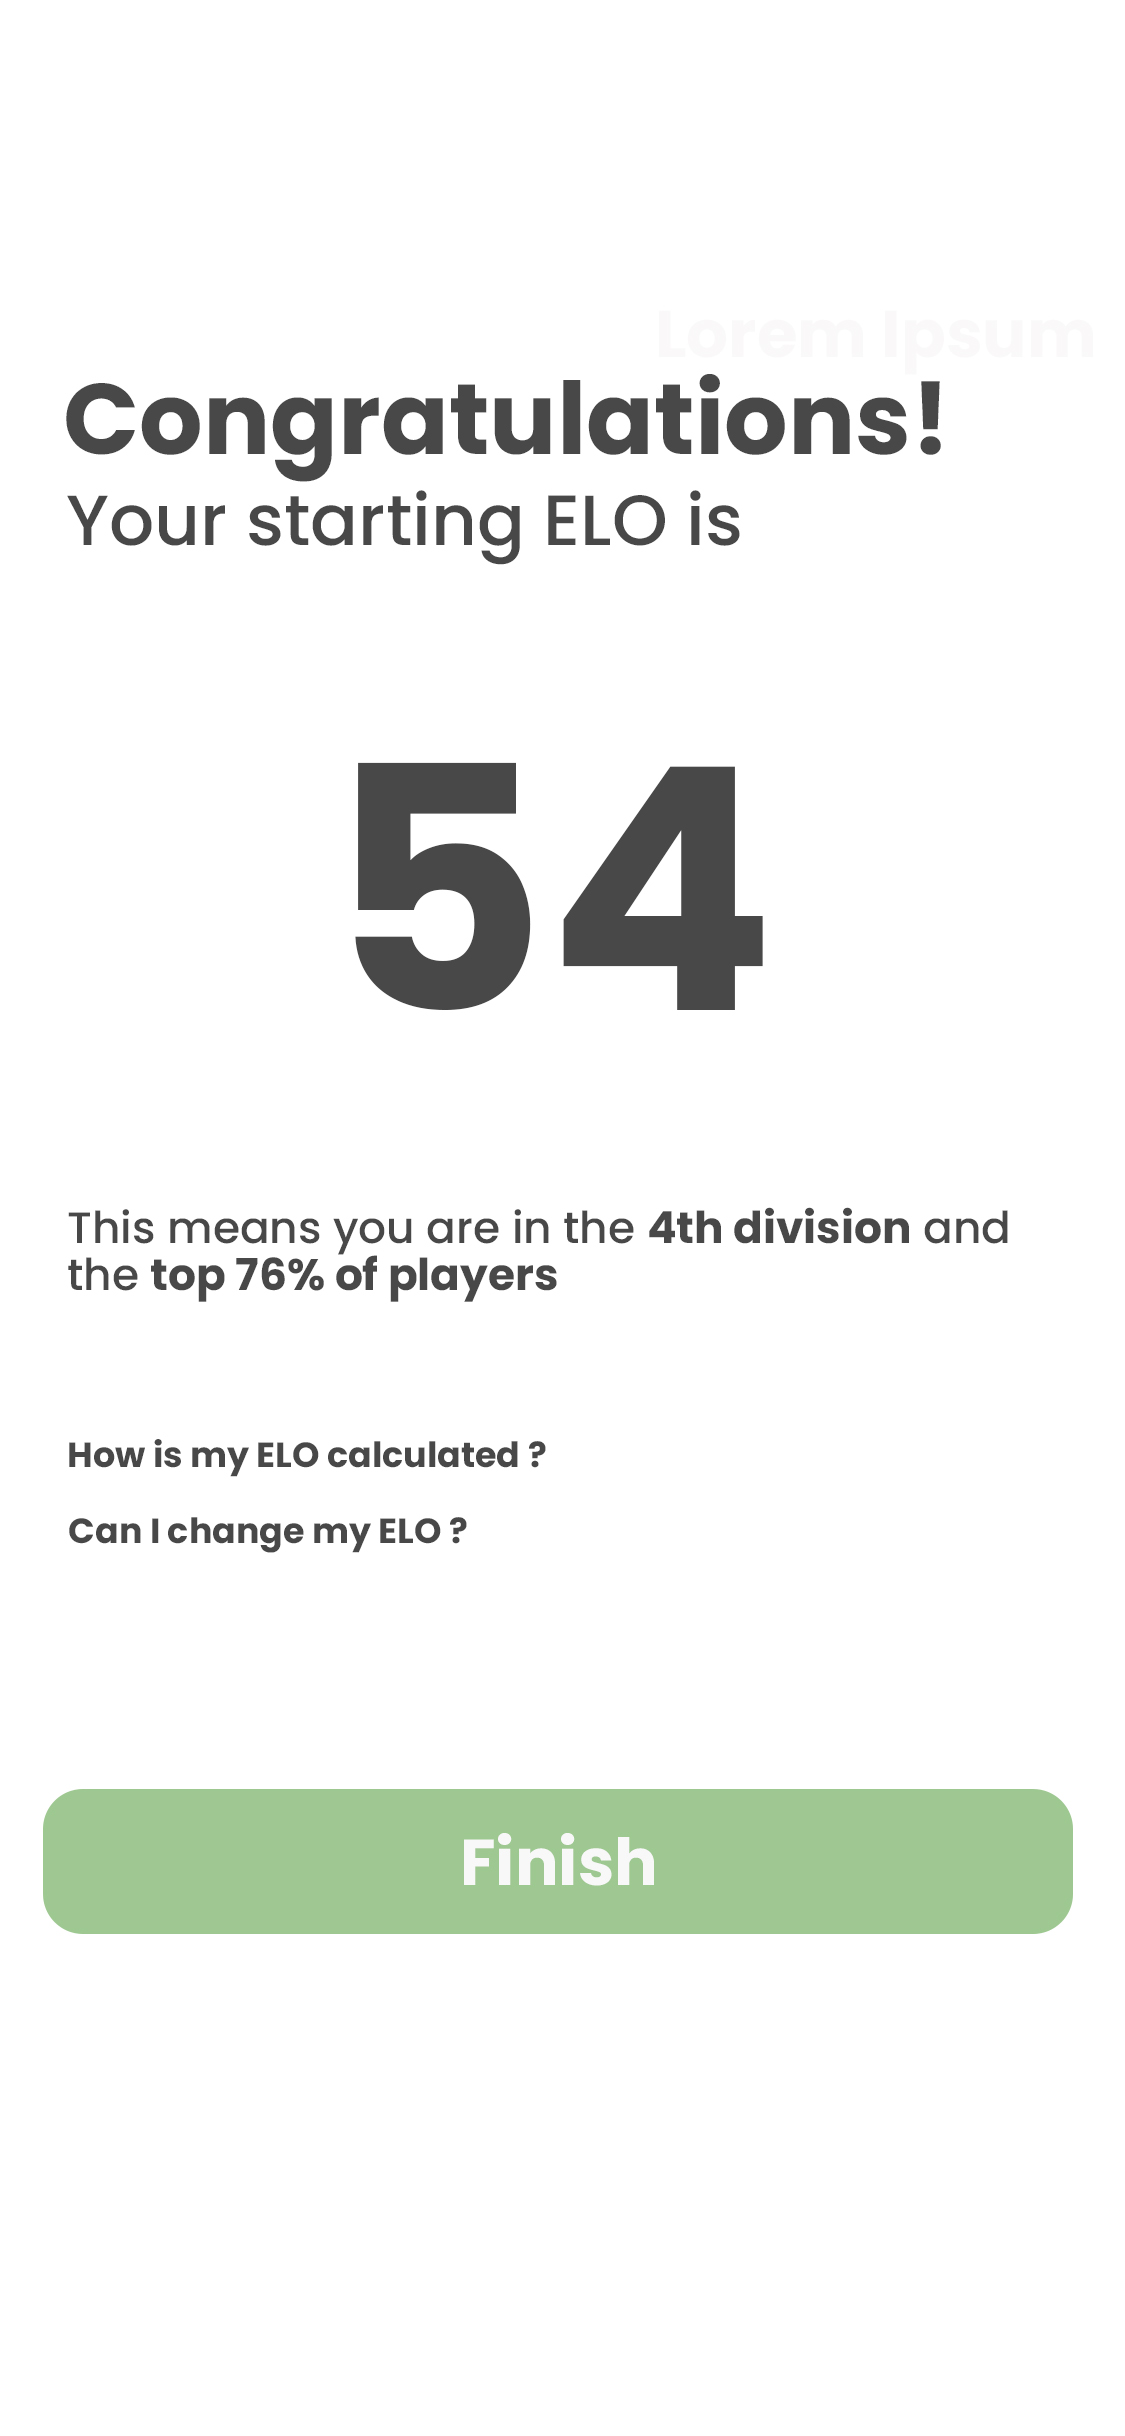 Lorem Ipsum
Congratulations!
Your starting ELO is
54
This means you are in the 4th division and
the top 76% of players
How is my ELO calculated ?
Can I change my ELO ?
Finish